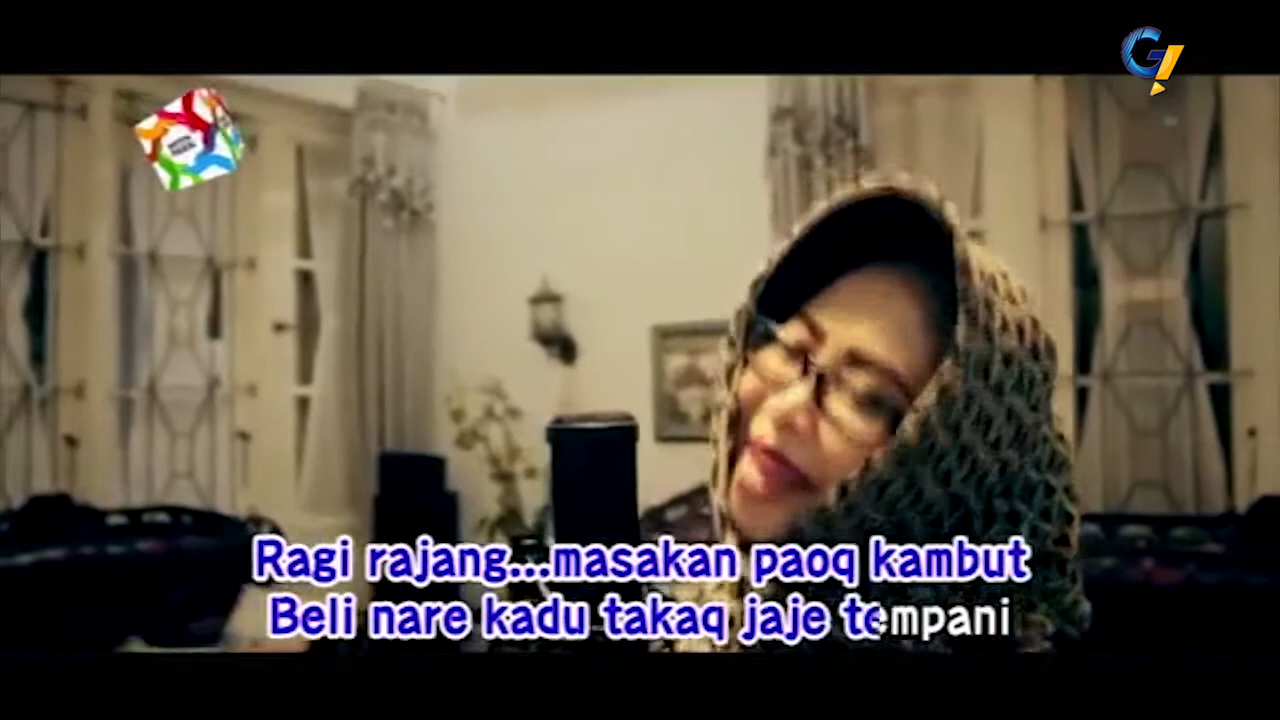 G!
Ragi rajang...masakan paoq kambut
Beli nare kadu takaq jaje tempani